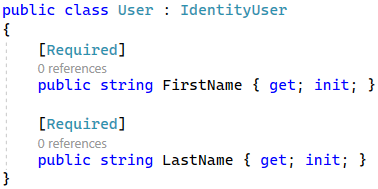 public class User : IdentityUser
{
[Required]
0 references
public string FirstName { get; init; }
[Required]
0 references
public string LastName { get; init; }
}